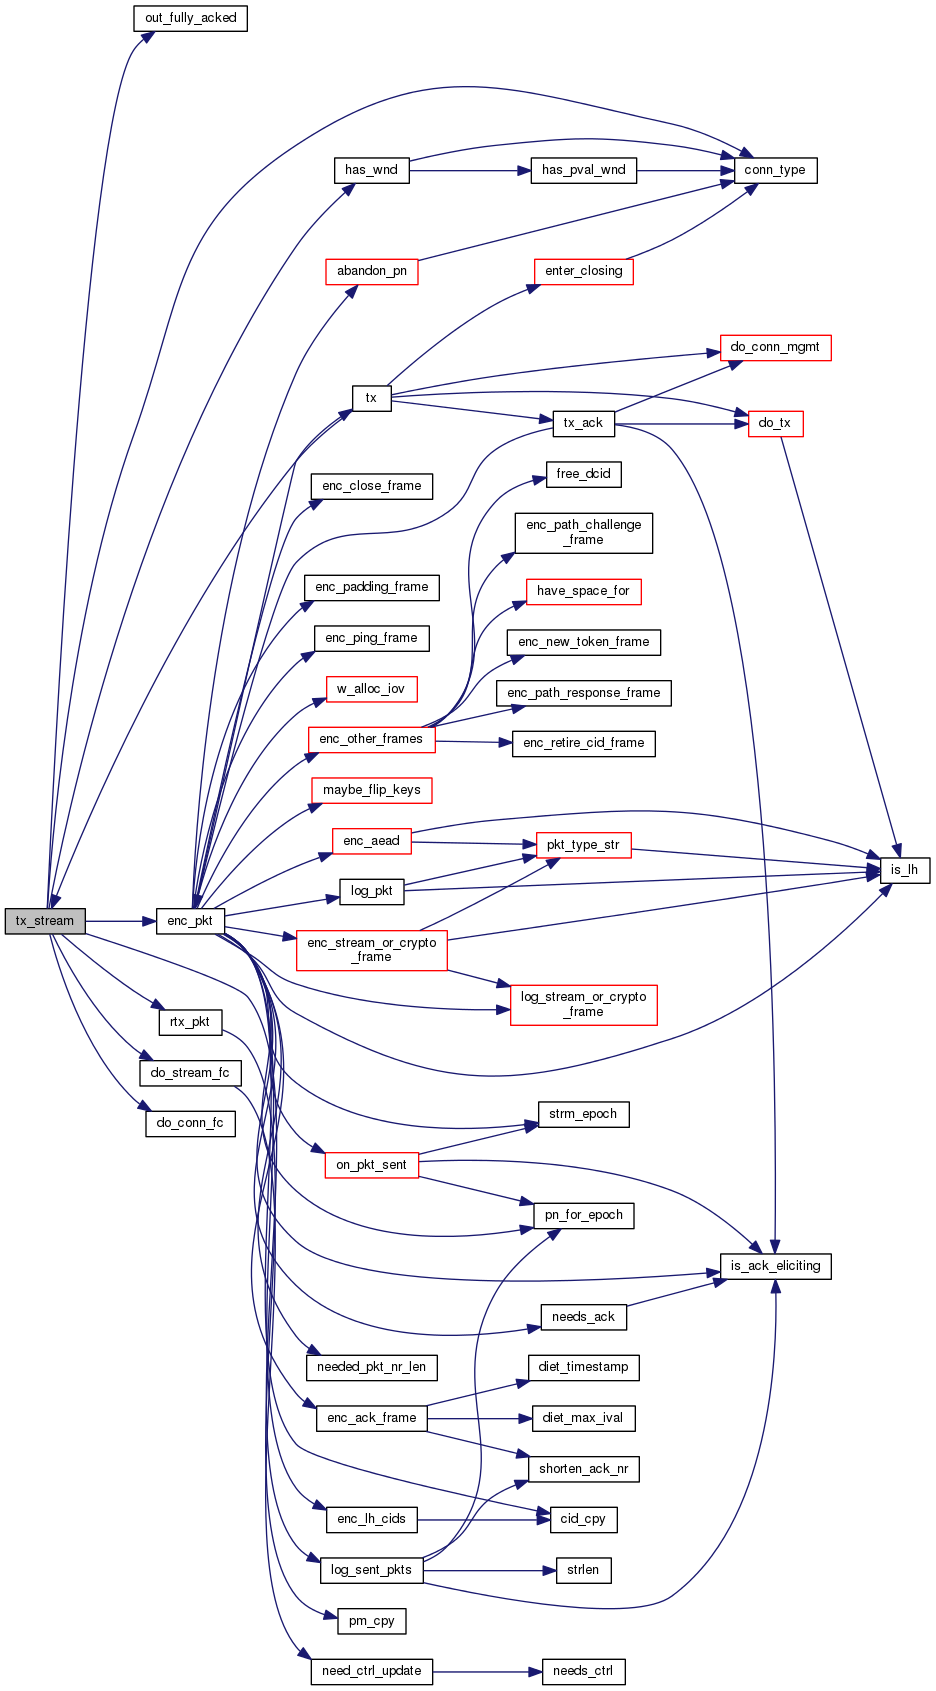 out_fully_acked
has_wnd
has_pval_wnd
conn_type
abandon_pn
enter_closing
do_conn_mgmt
tx
tx_ack
do_tx
enc_close_frame
free_dcid
enc_path_challenge
_frame
enc_padding_frame
have_space_for
enc_ping_frame
enc_new_token_frame
w_alloc_iov
enc_path_response_frame
enc_other_frames
enc_retire_cid_frame
maybe_flip_keys
enc_aead
pkt_type_str
is_lh
log_pkt
tx_stream
enc_pkt
enc_stream_or_crypto
_frame
log_stream_or_crypto
_frame
rtx_pkt
do_stream_fc
do_conn_fc
strm_epoch
on_pkt_sent
pn_for_epoch
is_ack_eliciting
needs_ack
needed_pkt_nr_len
diet_timestamp
enc_ack_frame
diet_max_ival
shorten_ack_nr
enc_lh_cids
cid_cpy
log_sent_pkts
strlen
pm_cpy
need_ctrl_update
needs_ctrl